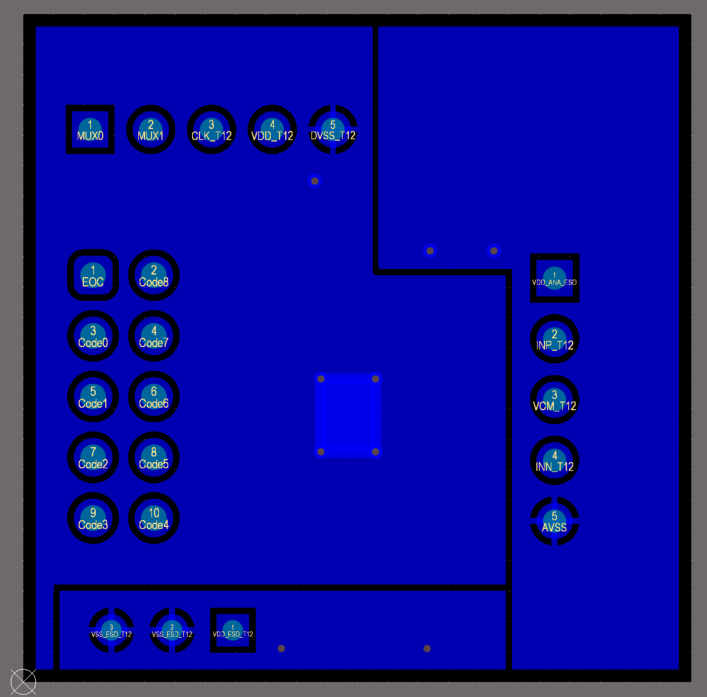 1
MUX0
2
MUX1
3
CLK_T12
4
VDD_T12
5
DVSS_T12
1
EOC
2
Code8
3
Code0
4
Code7
5
Code1
6
Code6
7
Code2
8
Code5
9
Code3
10
Code4
1
VDD_ANA_ESD
2
INP_T12
3
VCM_T12
4
INN_T12
5
AVSS
3
VSS_ESD_T12
2
VSS_ESD_T12
1
VDD_ESD_T12